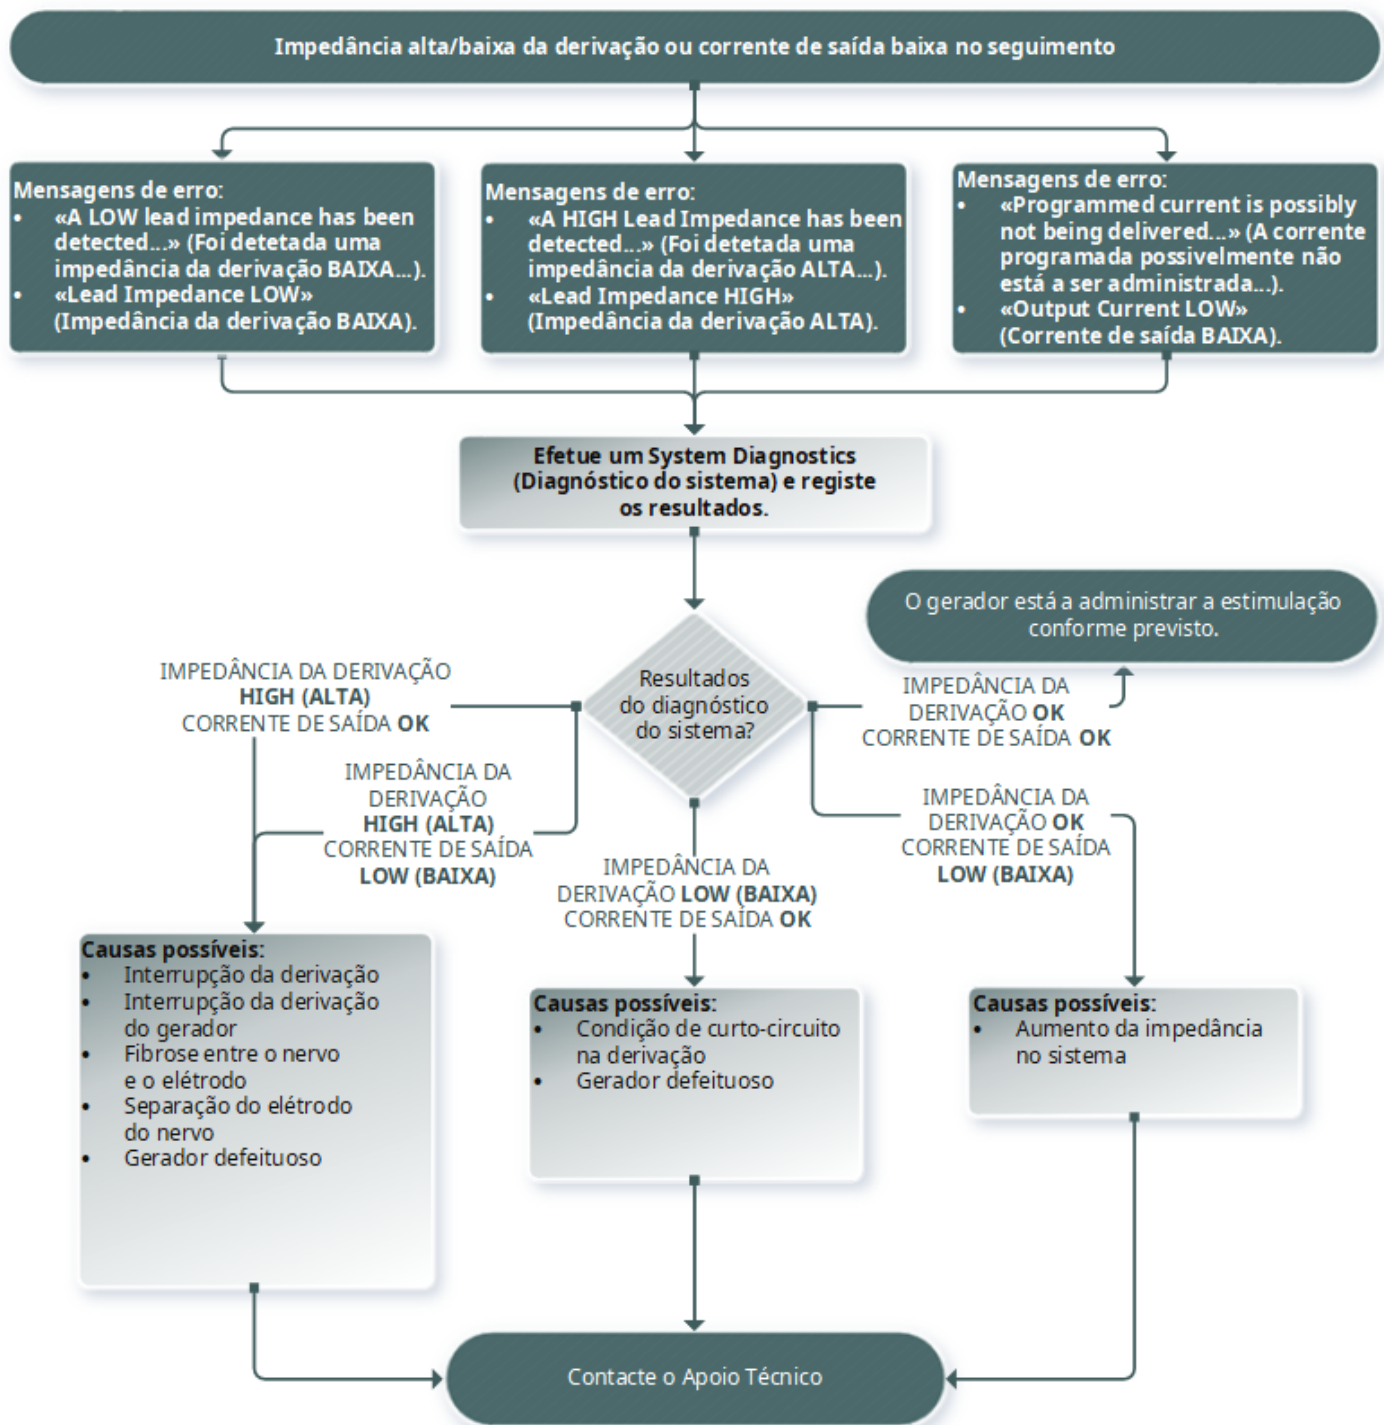 Impedância alta/baixa da derivação ou corrente de saída baixa no seguimento
Mensagens de erro:
• «A LOW lead impedance has been
detected...» (Foi detetada uma
impedância da derivação BAIXA...).
• «Lead Impedance LOW»
(Impedância da derivação BAIXA).
Mensagens de erro:
• «A HIGH Lead Impedance has been
detected...» (Foi detetada uma
impedância da derivação ALTA...).
• «Lead Impedance HIGH»
(Impedância da derivação ALTA).
Mensagens de erro:
• «Programmed current is possibly
not being delivered...» (A corrente
programada possivelmente não
está a ser administrada...).
• «Output Current LOW»
(Corrente de saída BAIXA).
Efetue um System Diagnostics
(Diagnóstico do sistema) e registe
os resultados.
O gerador está a administrar a estimulação
conforme previsto.
Resultados
do diagnóstico
do sistema?
IMPEDÂNCIA DA DERIVAÇÃO
HIGH (ALTA)
CORRENTE DE SAÍDA OK
IMPEDÂNCIA DA
DERIVAÇÃO OK
CORRENTE DE SAÍDA OK
IMPEDÂNCIA DA
DERIVAÇÃO
HIGH (ALTA)
CORRENTE DE SAÍDA
LOW (BAIXA)
IMPEDÂNCIA DA
DERIVAÇÃO LOW (BAIXA)
CORRENTE DE SAÍDA OK
IMPEDÂNCIA DA
DERIVAÇÃO OK
CORRENTE DE SAÍDA
LOW (BAIXA)
Causas possíveis:
• Interrupção da derivação
• Interrupção da derivação
do gerador
• Fibrose entre o nervo
e o elétrodo
• Separação do elétrodo
do nervo
• Gerador defeituoso
Causas possíveis:
• Condição de curto-circuito
na derivação
• Gerador defeituoso
Causas possíveis:
• Aumento da impedância
no sistema
Contacte o Apoio Técnico